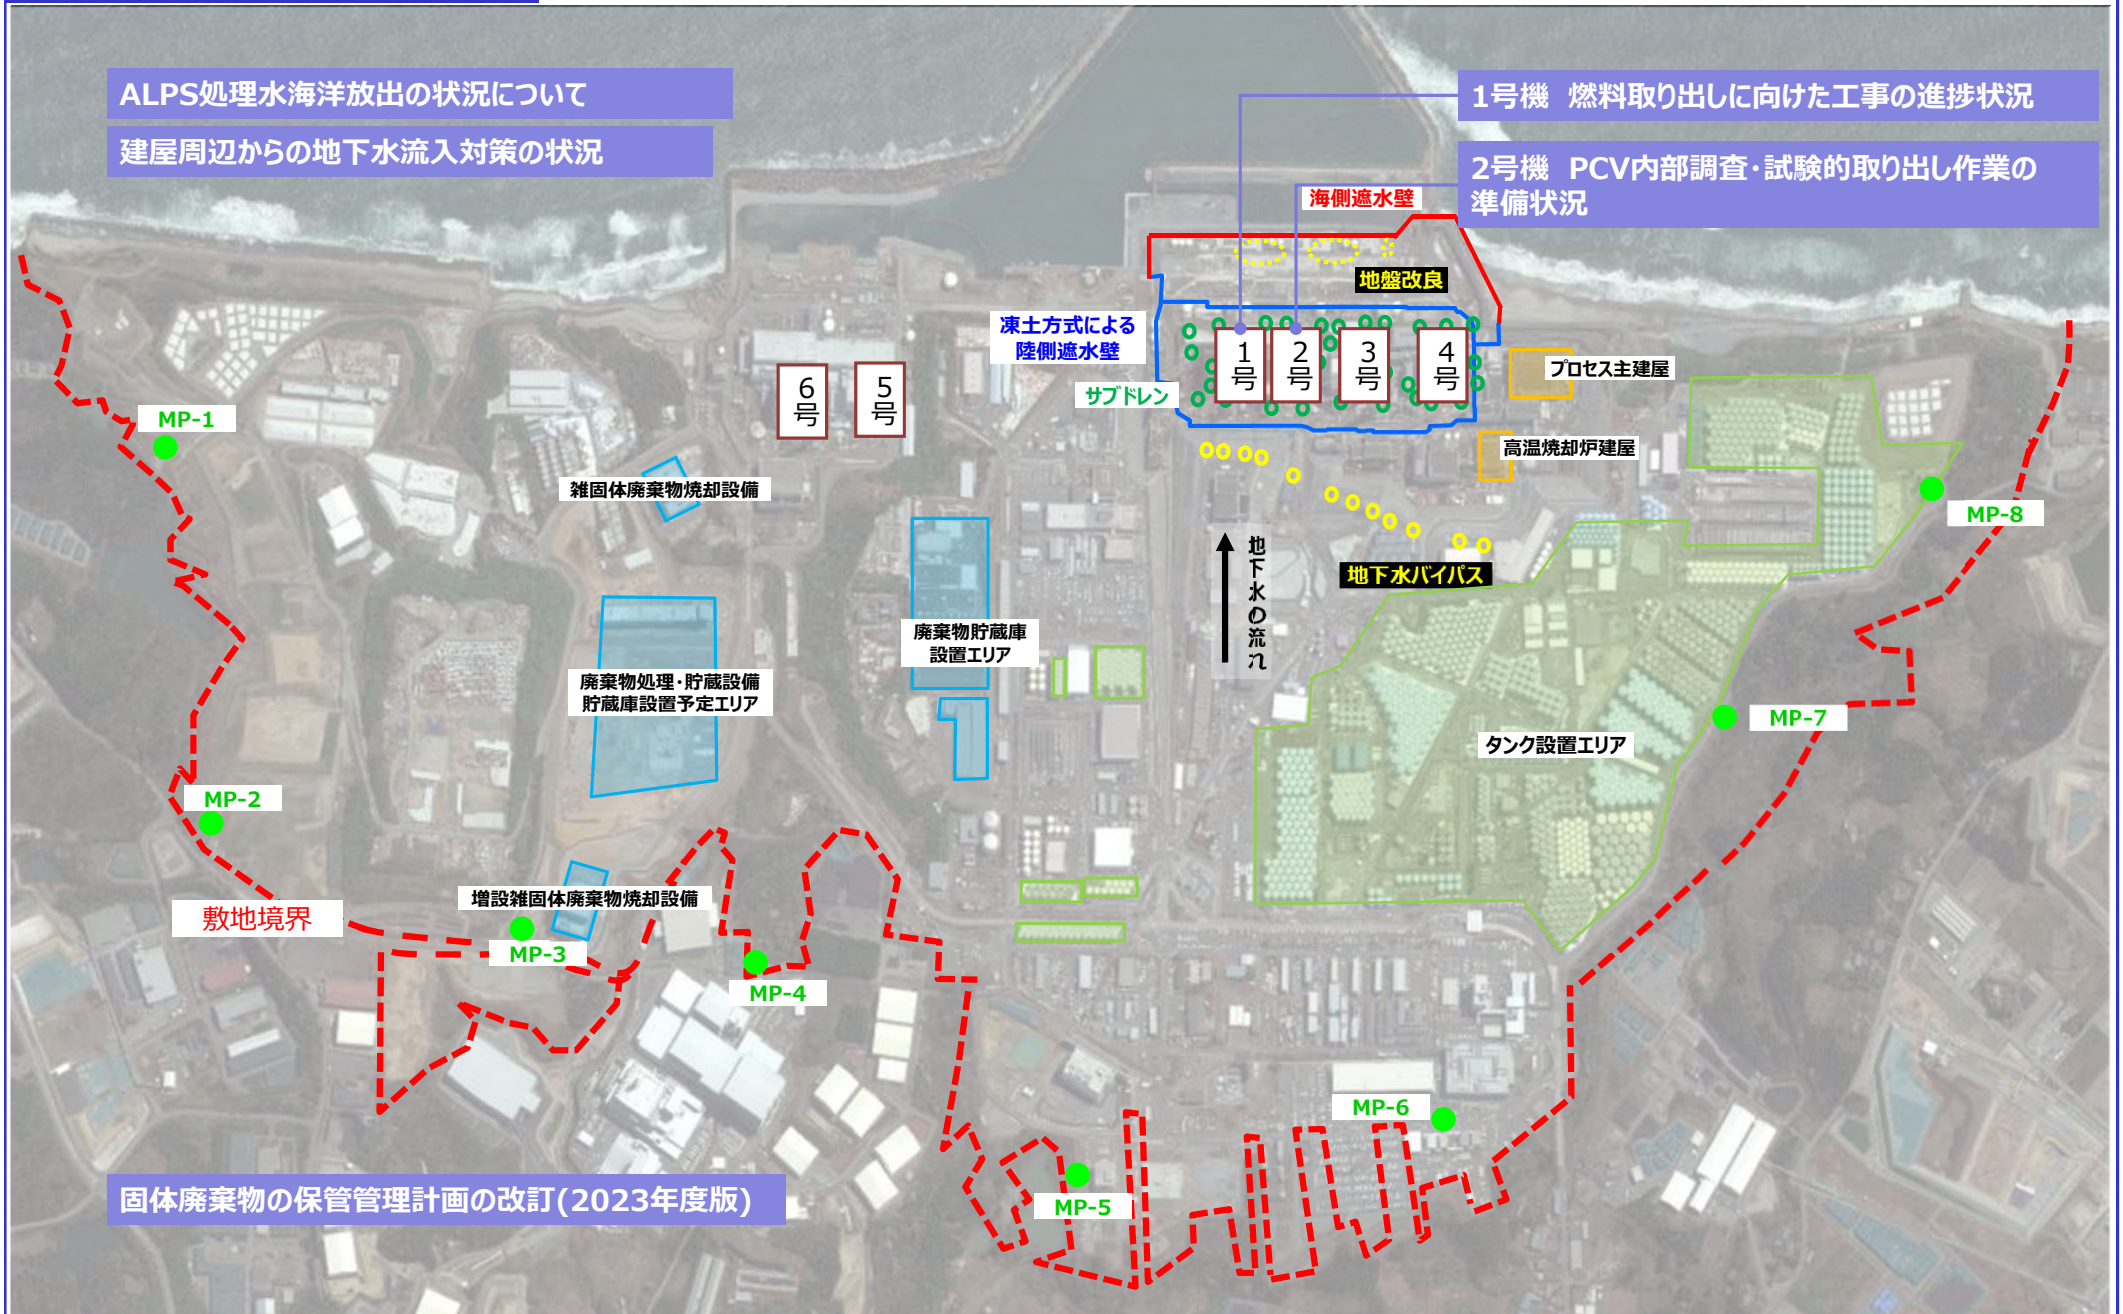 ALPS処理水海洋放出の状況について
建屋周辺からの地下水流入対策の状況
1号機 燃料取り出しに向けた工事の進捗状況
2号機 PCV内部調査・試験的取り出し作業の
準備状況
海側遮水壁
地盤改良
凍土方式による
陸側遮水壁
サブドレン
1号
2号
3号
4号
プロセス主建屋
6号
5号
MP-1
高温焼却炉建屋
雑固体廃棄物焼却設備
MP-8
地下水の流れ
地下水バイパス
廃棄物貯蔵庫
設置エリア
廃棄物処理・貯蔵設備
貯蔵庫設置予定エリア
MP-7
タンク設置エリア
MP-2
増設雑固体廃棄物焼却設備
敷地境界
MP-3
MP-4
MP-6
MP-5
固体廃棄物の保管管理計画の改訂(2023年度版)